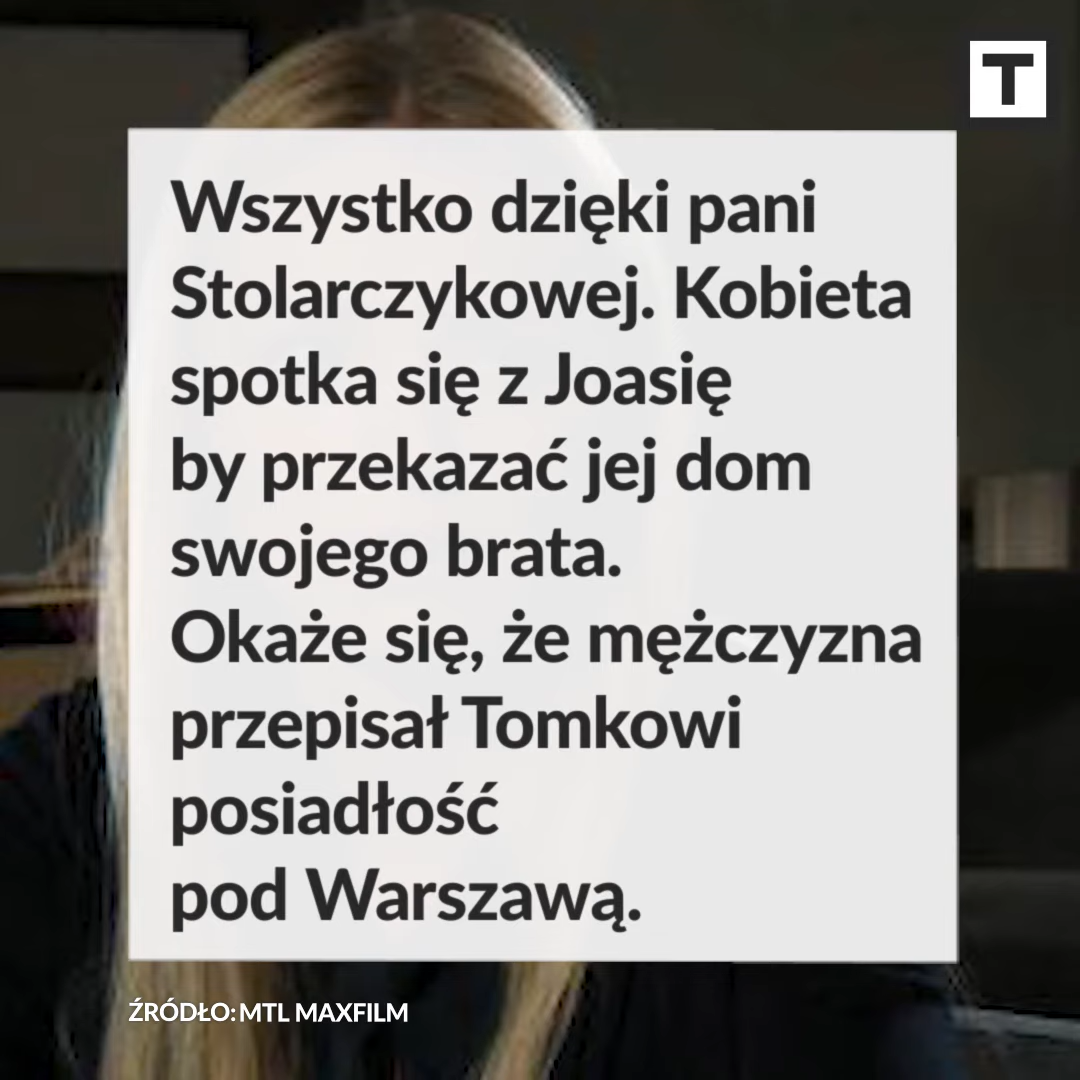 T
Wszystko dzięki pani
Stolarczykowej. Kobieta
spotka się z Joasię
by przekazać jej dom
swojego brata.
Okaże się, że mężczyzna
przepisał Tomkowi
posiadłość
pod Warszawą.
ŹRÓDŁO: MTL MAXFILM